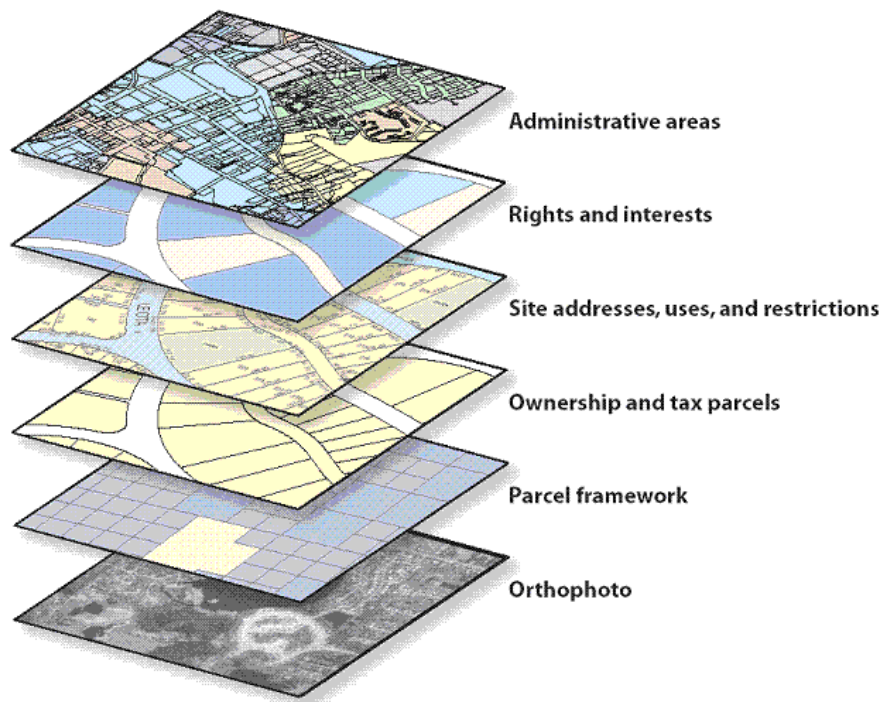 Administrative areas
Rights and interests
Site addresses, uses, and restrictions
Ownership and tax parcels
Parcel framework
Orthophoto